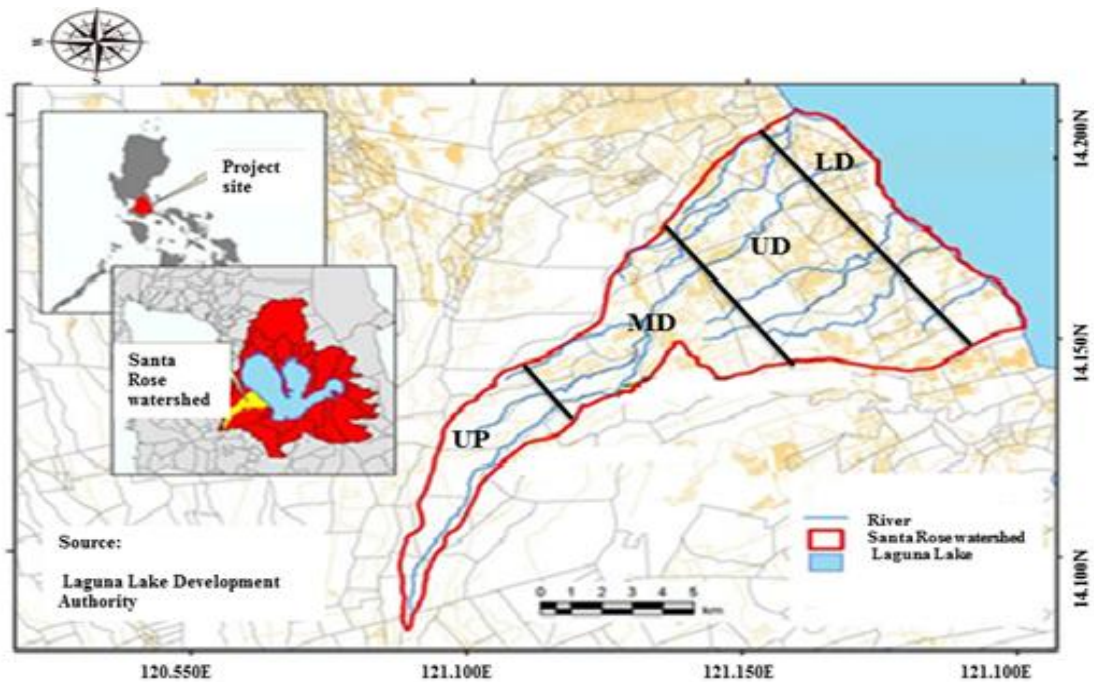 W
S
Project
site
Santa
Rose
watershed
LD
UD
MD
UP
Source:
Laguna Lake Development
Authority
River
Santa Rose watershed
Laguna Lake
0 1 2 3 4 5
km
14.200N
14.150N
14.100N
120.550E
121.100E
121.150E
121.100E